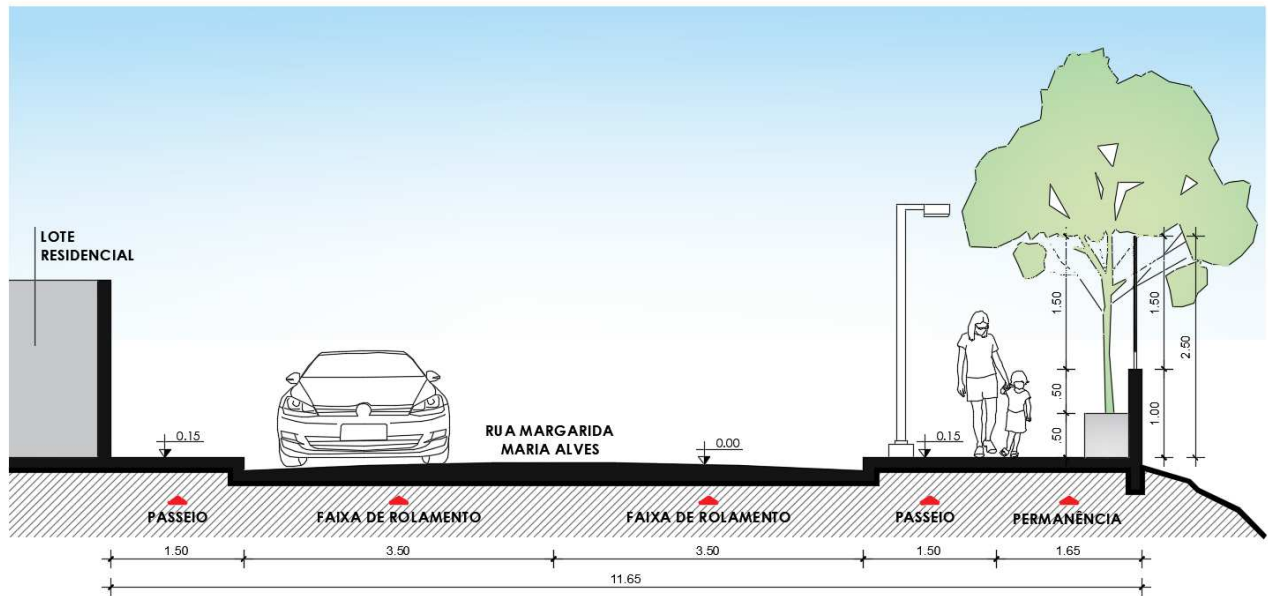 LOTE
RESIDENCIAL
1.50
1.50
2.50
.50
.50
1.00
RUA MARGARIDA
MARIA ALVES
0.15
0.00
0.15
PASSEIO
FAIXA DE ROLAMENTO
FAIXA DE ROLAMENTO
PASSEIO
PERMANÊNCIA
1.50
3.50
3.50
1.50
1.65
11.65